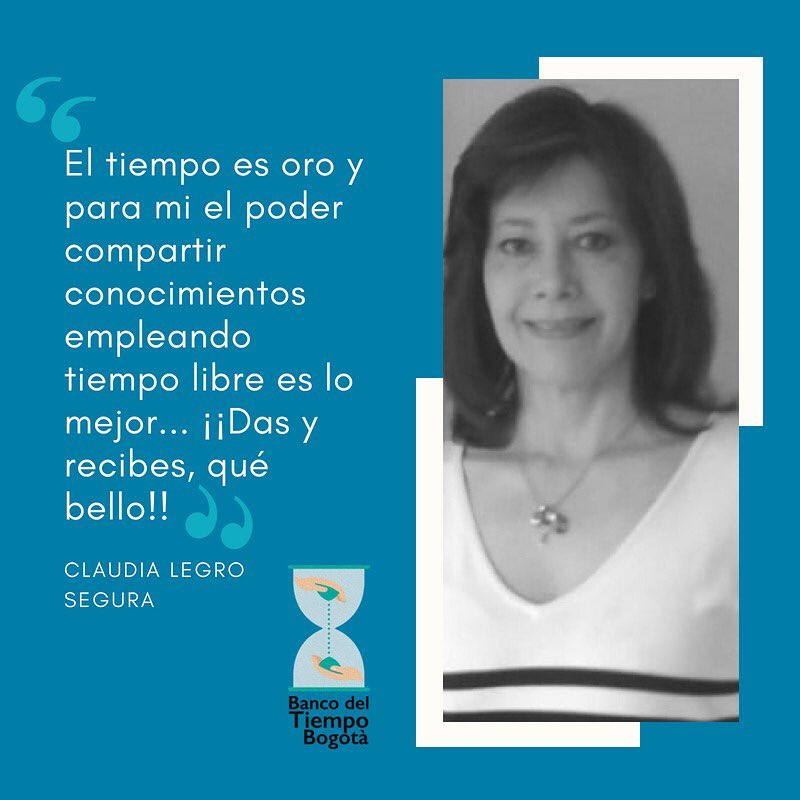 “
El tiempo es oro y
para mi el poder
compartir
conocimientos
empleando
tiempo libre es lo
mejor... ¡¡Das y
recibes, qué
bello!! ”
CLAUDIA LEGRO
SEGURA
Banco del
Tiempo
Bogotà